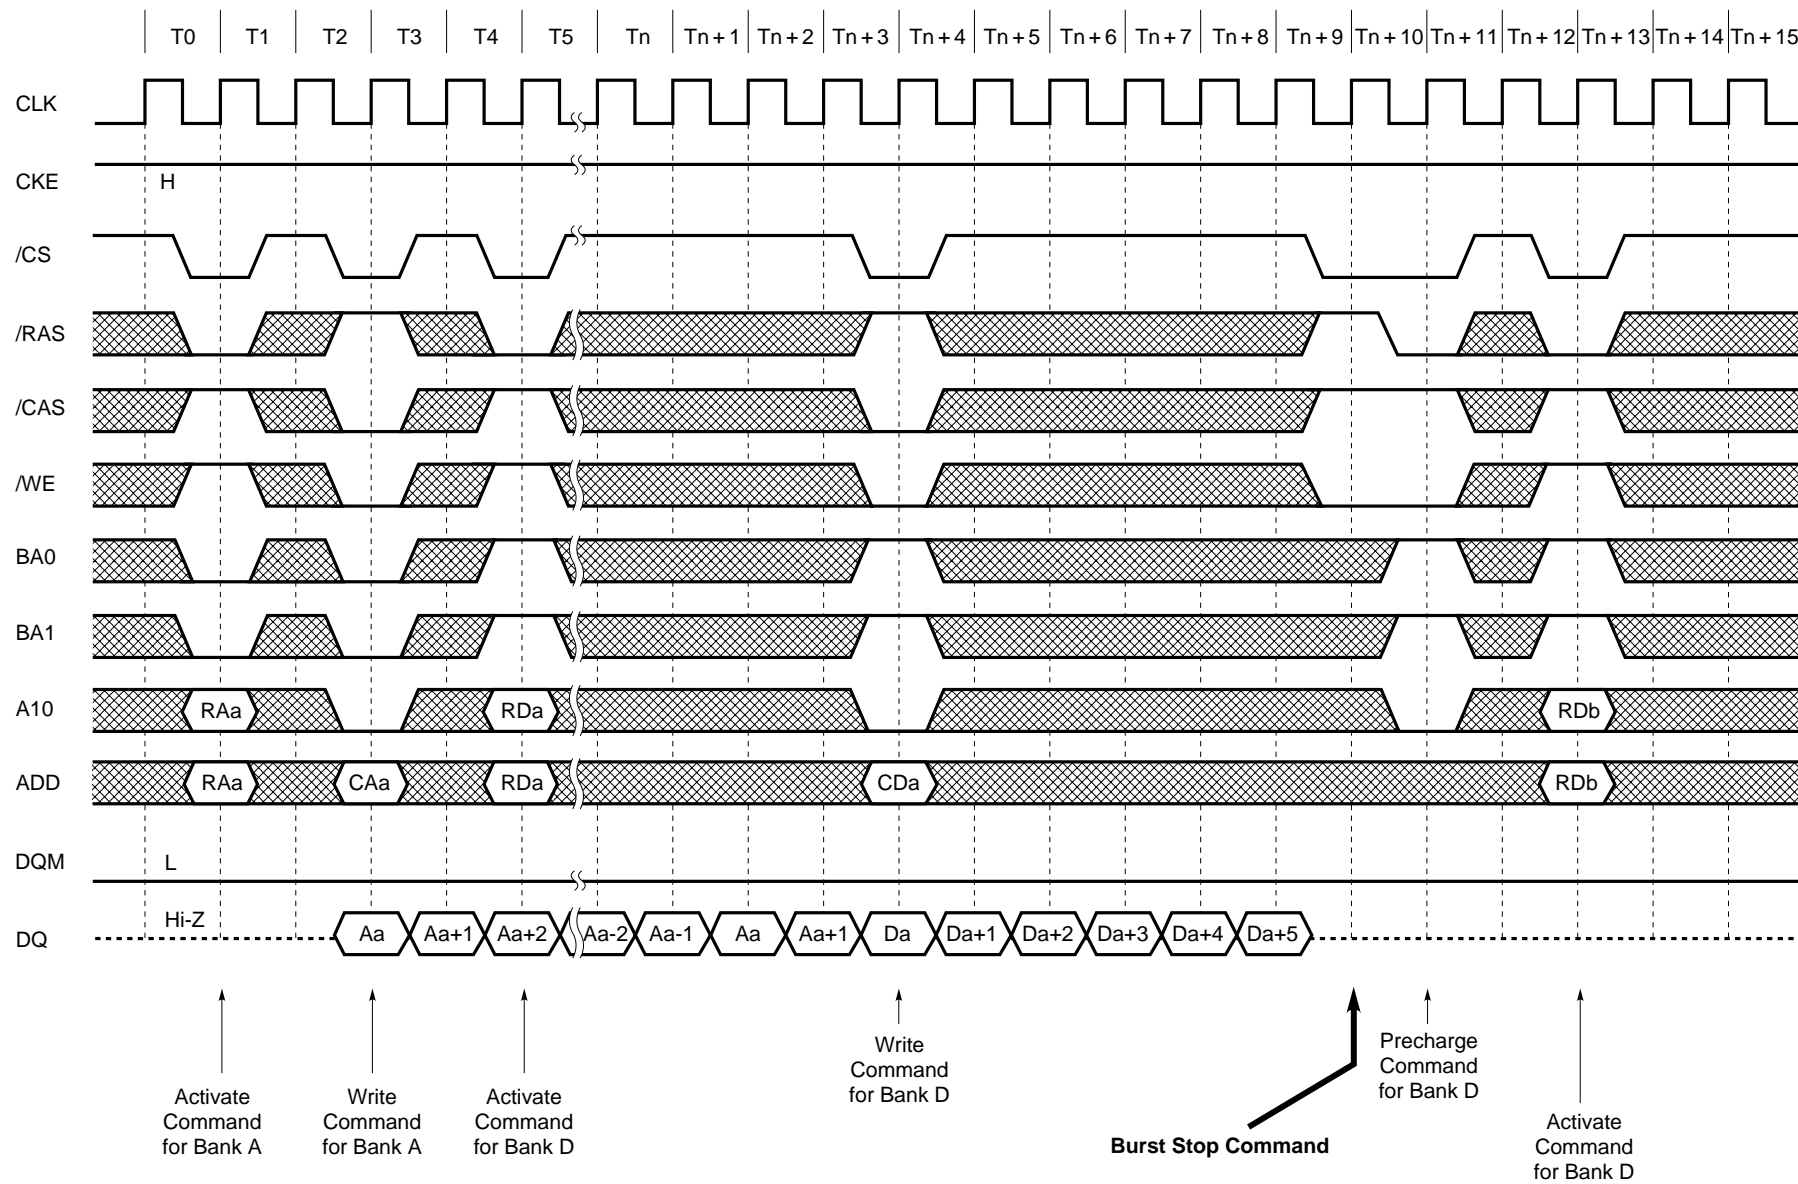 T0 T1 T2 T3 T4 T5 Tn Tn + 1 Tn + 2 Tn + 3 Tn + 4 Tn + 5 Tn + 6 Tn + 7 Tn + 8 Tn + 9 Tn + 10 Tn + 11 Tn + 12 Tn + 13 Tn + 14 Tn + 15
CLK
CKE H
/CS
/RAS
/CAS
/WE
BA0
BA1
A10 RAa RDa RDb
ADD RAa CAa RDa CDa RDb
DQM L
DQ Hi-Z Aa Aa+1 Aa+2 Aa-2 Aa-1 Aa Aa+1 Da Da+1 Da+2 Da+3 Da+4 Da+5
Activate
Command
for Bank A
Write
Command
for Bank A
Activate
Command
for Bank D
Write
Command
for Bank D
Burst Stop Command
Precharge
Command
for Bank D
Activate
Command
for Bank D